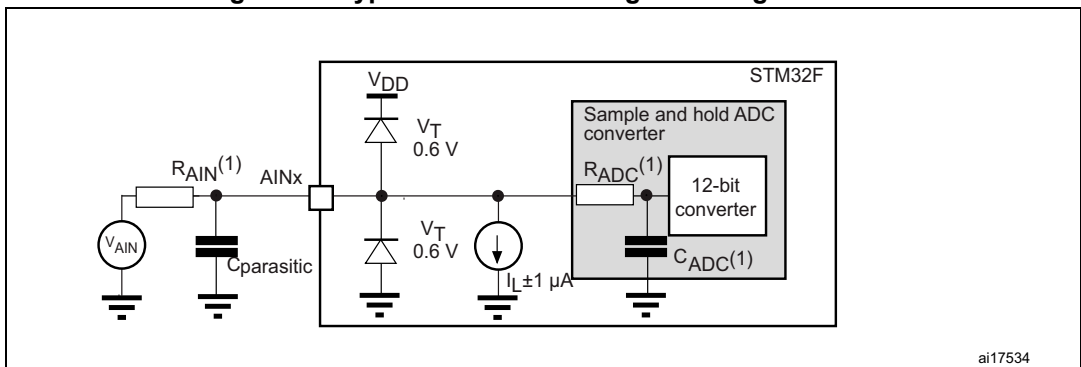 STM32F
VDD
Sample and hold ADC
converter
VT
0.6 V
RAIN(1)
AINx
RADC(1)
12-bit
converter
VAIN
Cparasitic
VT
0.6 V
IL±1 µA
CADC(1)
ai17534